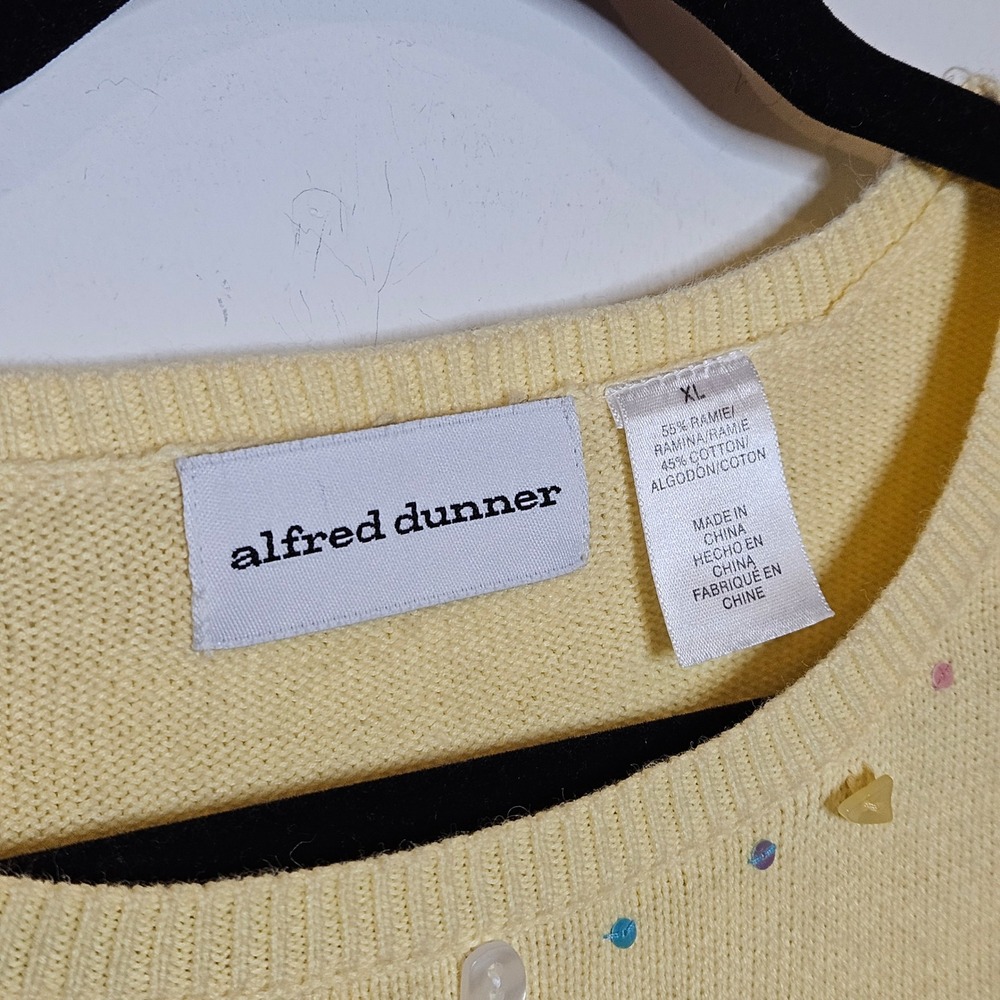 alfred dunner
XL
55% RAMIE/
RAMINA/RAMIE
45% COTTON/
ALGODÓN/COTON
MADE IN
CHINA
HECHO EN
CHINA
FABRIQUÉ EN
CHINE